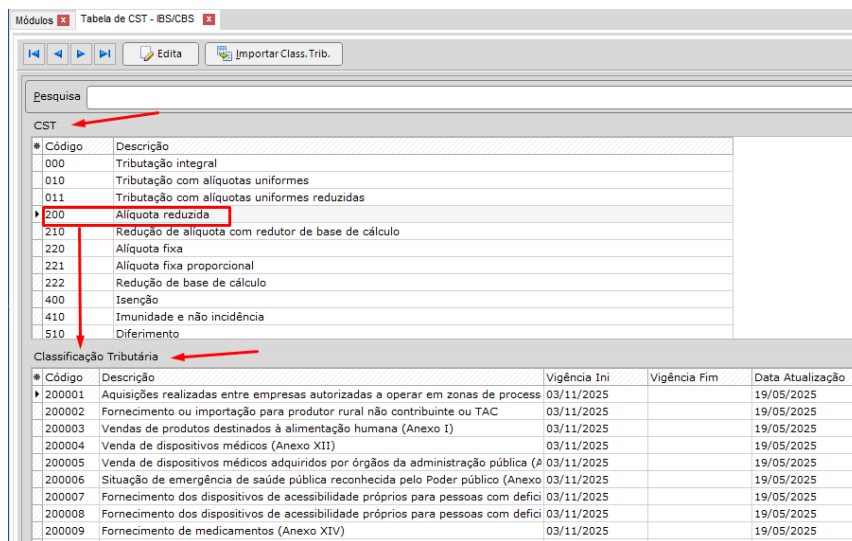 Módulos Tabela de CST - IBS/CBS
Edita Importar Class. Trib.
Pesquisa
CST
Código Descrição
000 Tributação integral
010 Tributação com alíquotas uniformes
011 Tributação com alíquotas uniformes reduzidas
200 Alíquota reduzida
210 Redução de alíquota com redutor de base de cálculo
220 Alíquota fixa
221 Alíquota fixa proporcional
222 Redução de base de cálculo
400 Isenção
410 Imunidade e não incidência
510 Diferimento
Classificação Tributária
Código Descrição Vigência Ini Vigência Fim Data Atualização
200001 Aquisições realizadas entre empresas autorizadas a operar em zonas de process 03/11/2025 19/05/2025
200002 Fornecimento ou importação para produtor rural não contribuinte ou TAC 03/11/2025 19/05/2025
200003 Vendas de produtos destinados à alimentação humana (Anexo I) 03/11/2025 19/05/2025
200004 Venda de dispositivos médicos (Anexo XII) 03/11/2025 19/05/2025
200005 Venda de dispositivos médicos adquiridos por órgãos da administração pública (A 03/11/2025 19/05/2025
200006 Situação de emergência de saúde pública reconhecida pelo Poder público (Anexo 03/11/2025 19/05/2025
200007 Fornecimento dos dispositivos de acessibilidade próprios para pessoas com defici 03/11/2025 19/05/2025
200008 Fornecimento dos dispositivos de acessibilidade próprios para pessoas com defici 03/11/2025 19/05/2025
200009 Fornecimento de medicamentos (Anexo XIV) 03/11/2025 19/05/2025